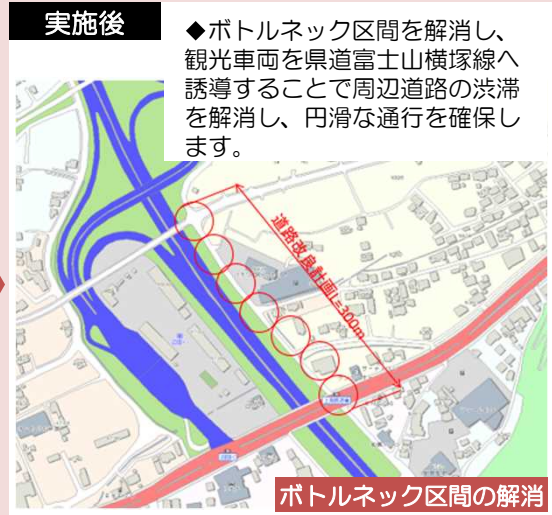 実施後
◆ボトルネック区間を解消し、
観光車両を県道富士山横塚線へ
誘導することで周辺道路の渋滞
を解消し、円滑な通行を確保し
ます。
道路改良計画L=300m
ボトルネック区間の解消